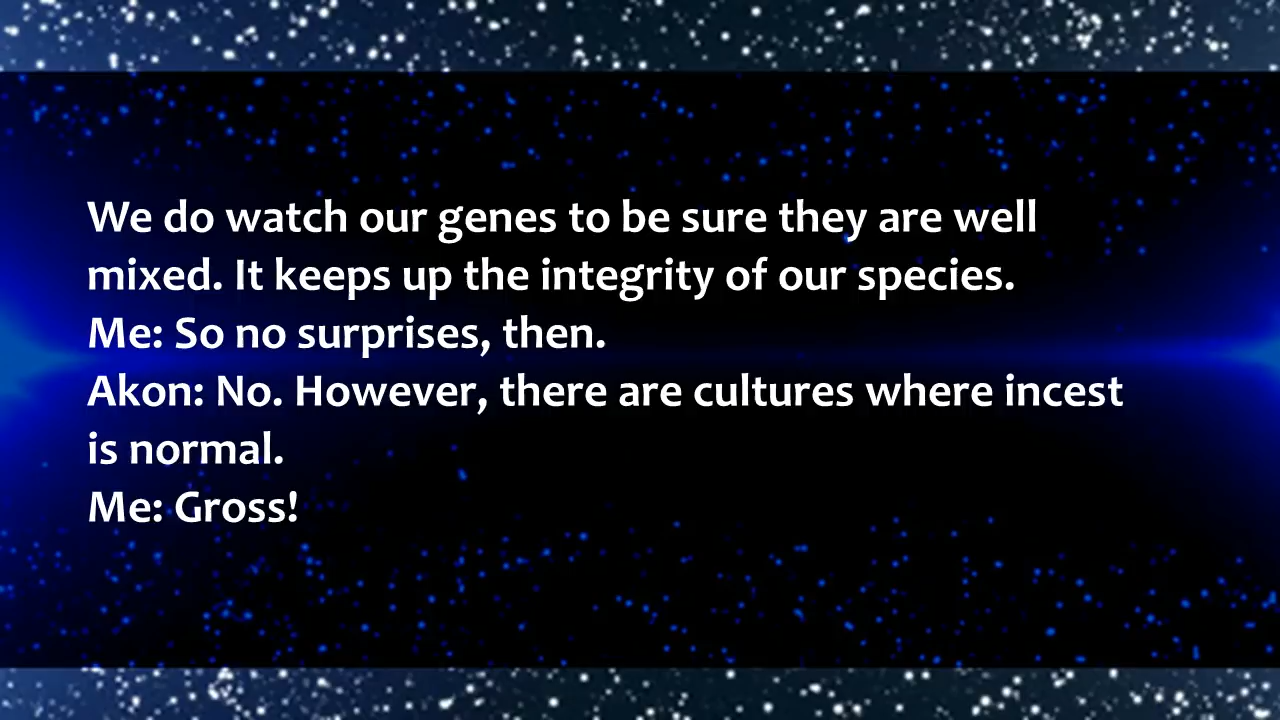 We do watch our genes to be sure they are well
mixed. It keeps up the integrity of our species.
Me: So no surprises, then.
Akon: No. However, there are cultures where incest
is normal.
Me: Gross!